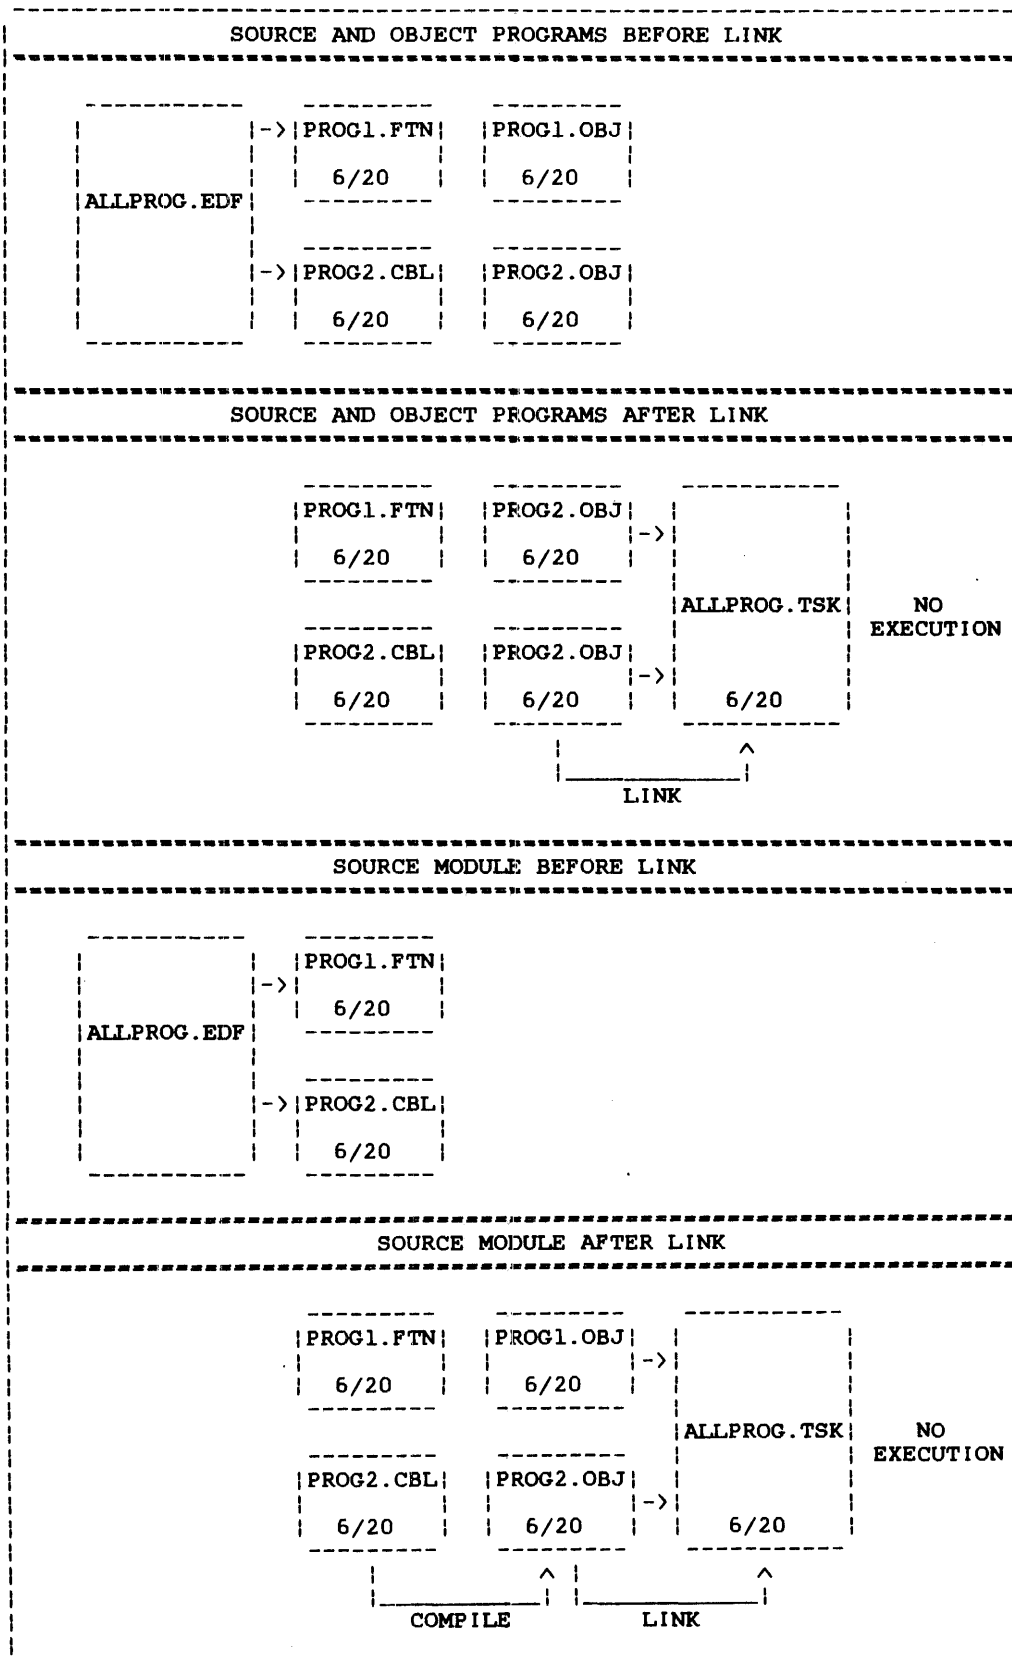 SOURCE AND OBJECT PROGRAMS BEFORE LINK
->|PROG1.FTN| |PROG1.OBJ|
6/20 6/20
ALLPROG.EDF
->|PROG2.CBL| |PROG2.OBJ|
6/20 6/20
SOURCE AND OBJECT PROGRAMS AFTER LINK
|PROG1.FTN| |PROG2.OBJ|
->
6/20 6/20
ALLPROG.TSK NO
EXECUTION
|PROG2.CBL| |PROG2.OBJ|
->
6/20 6/20 6/20
^
LINK
SOURCE MODULE BEFORE LINK
|PROG1.FTN|
->
6/20
ALLPROG.EDF
->|PROG2.CBL|
6/20
SOURCE MODULE AFTER LINK
|PROG1.FTN| |PROG1.OBJ|
->
6/20 6/20
ALLPROG.TSK NO
EXECUTION
|PROG2.CBL| |PROG2.OBJ|
->
6/20 6/20 6/20
^ ^
COMPILE LINK